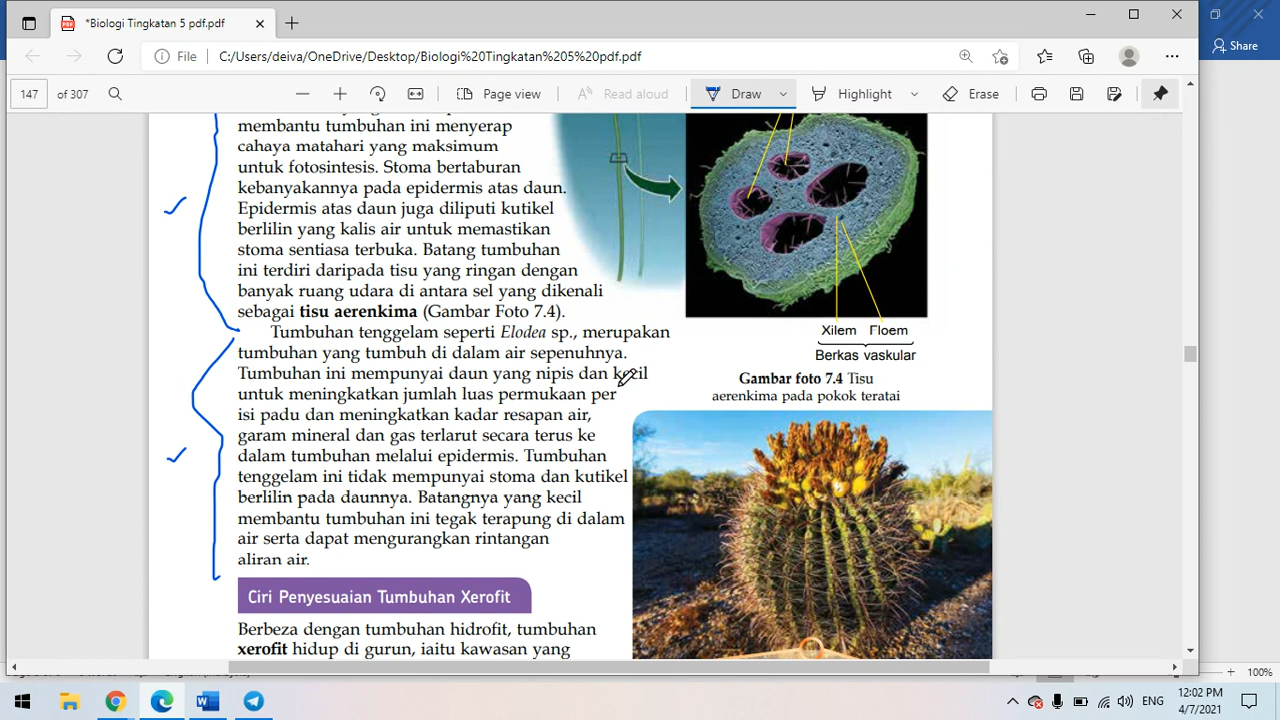 *Biologi Tingkatan 5 pdf.pdf
Share
File
C:/Users/deiva/OneDrive/Desktop/Biologi%20Tingkatan%205%20pdf.pdf
147 of 307
Page view
Read aloud
Draw
Highlight
Erase
membantu tumbuhan ini menyerap
cahaya matahari yang maksimum
untuk fotosintesis. Stoma bertaburan
kebanyakannya pada epidermis atas daun.
Epidermis atas daun juga diliputi kutikel
berlilin yang kalis air untuk memastikan
stoma sentiasa terbuka. Batang tumbuhan
ini terdiri daripada tisu yang ringan dengan
banyak ruang udara di antara sel yang dikenali
sebagai tisu aerenkima (Gambar Foto 7.4).
Tumbuhan tenggelam seperti Elodea sp., merupakan
tumbuhan yang tumbuh di dalam air sepenuhnya.
Tumbuhan ini mempunyai daun yang nipis dan kecil
untuk meningkatkan jumlah luas permukaan per
isi padu dan meningkatkan kadar resapan air,
garam mineral dan gas terlarut secara terus ke
dalam tumbuhan melalui epidermis. Tumbuhan
tenggelam ini tidak mempunyai stoma dan kutikel
berlilin pada daunnya. Batangnya yang kecil
membantu tumbuhan ini tegak terapung di dalam
air serta dapat mengurangkan rintangan
aliran air.
Ciri Penyesuaian Tumbuhan Xerofit
Berbeza dengan tumbuhan hidrofit, tumbuhan
xerofit hidup di gurun, iaitu kawasan yang
Xilem Floem
Berkas vaskular
Gambar foto 7.4 Tisu
aerenkima pada pokok teratai
100%
ENG
12:02 PM
4/7/2021